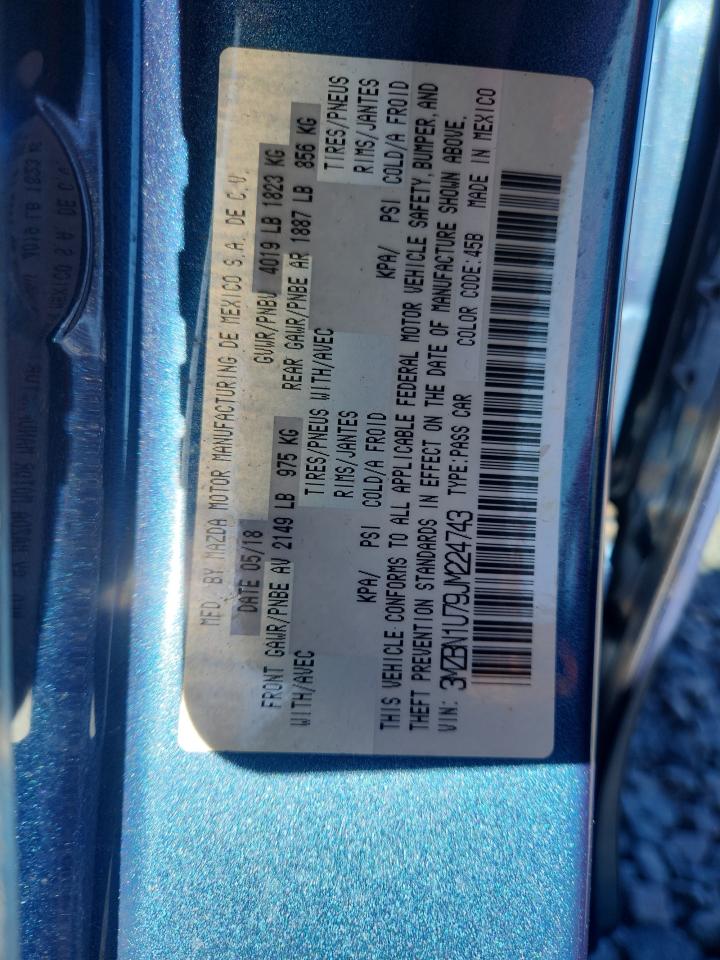 MFD. BY MAZDA MOTOR MANUFACTURING DE MEXICO S.A. DE C.V.
DATE 05/18 GVWR/PNBV 4019 LB 1823 KG
FRONT GAWR/PNBE AV 2149 LB 975 KG REAR GAWR/PNBE AR 1887 LB 856 KG
WITH/AVEC TIRES/PNEUS WITH/AVEC TIRES/PNEUS
RIMS/JANTES RIMS/JANTES
KPA/ PSI COLD/A FROID KPA/ PSI COLD/A FROID
THIS VEHICLE CONFORMS TO ALL APPLICABLE FEDERAL MOTOR VEHICLE SAFETY, BUMPER, AND
THEFT PREVENTION STANDARDS IN EFFECT ON THE DATE OF MANUFACTURE SHOWN ABOVE.
VIN: 3MZBN1U79JM224743 TYPE:PASS CAR COLOR CODE:45B MADE IN MEXICO